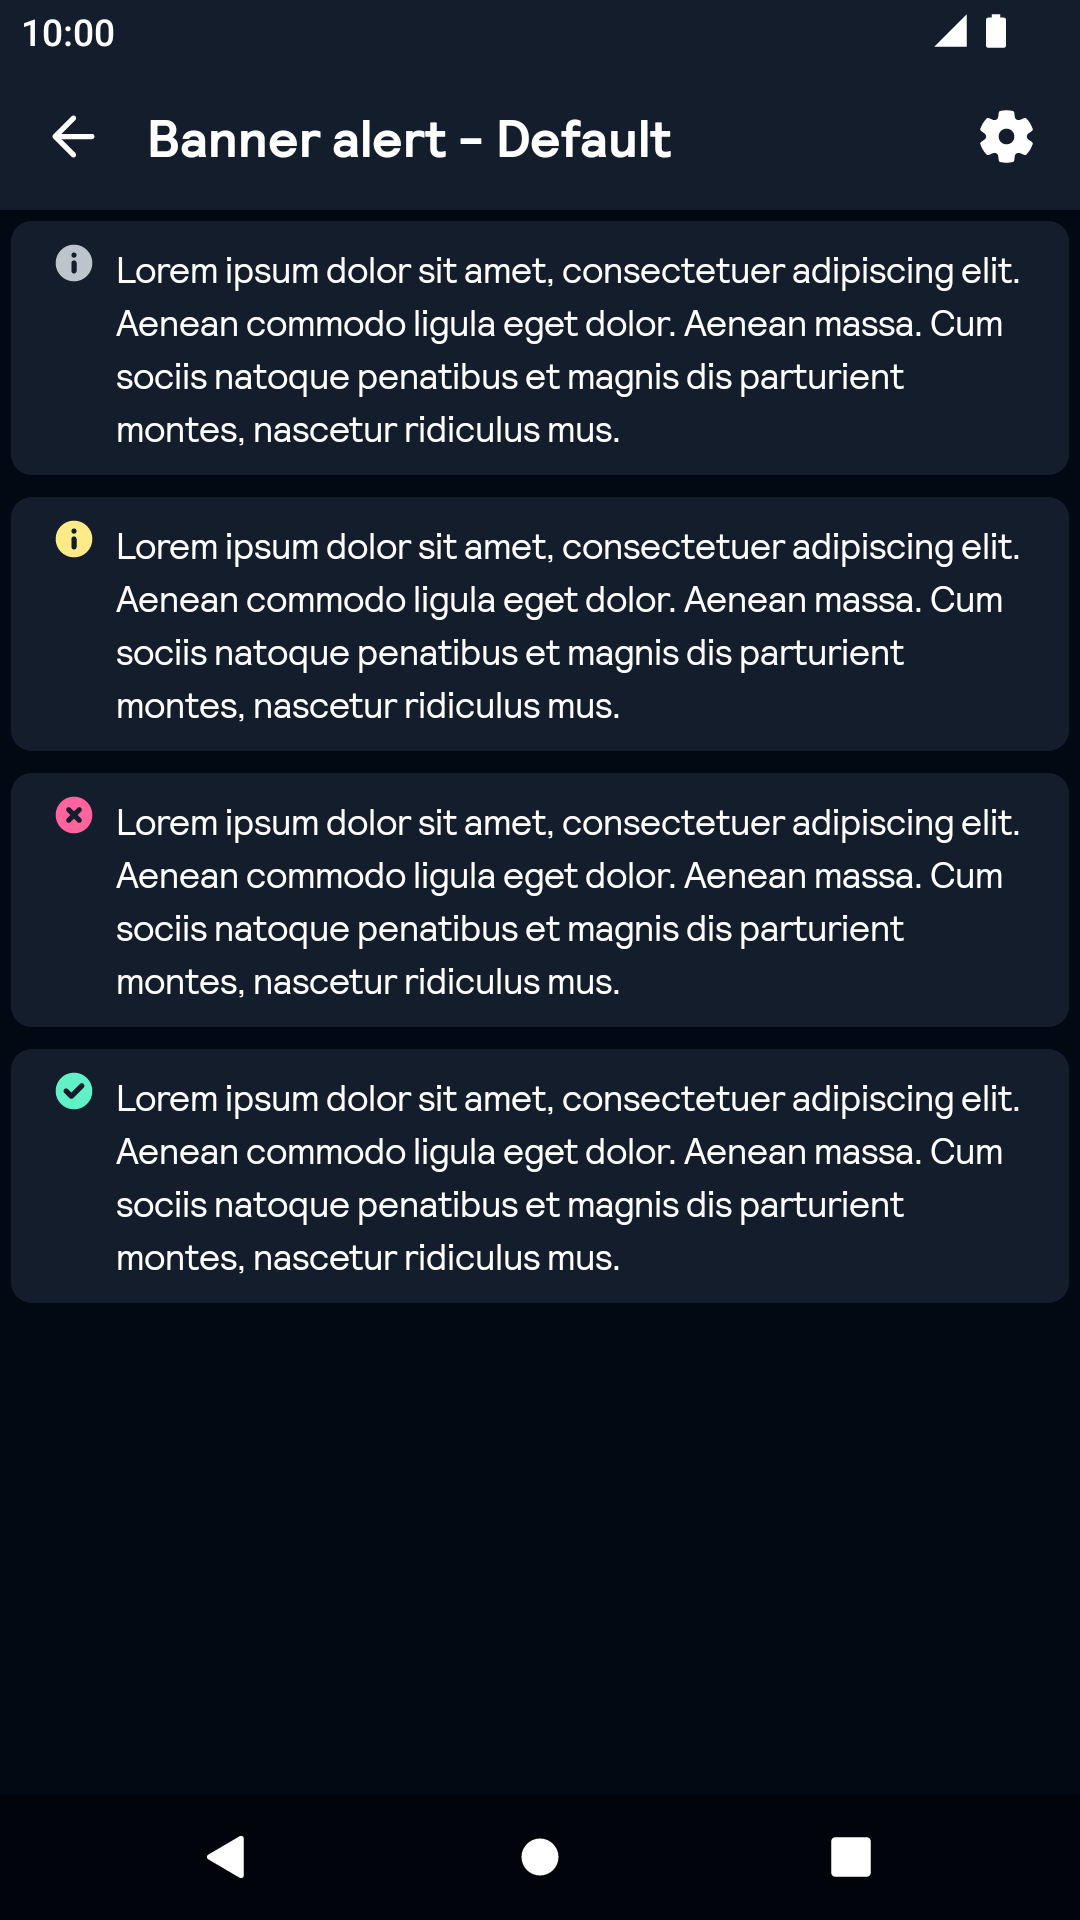 10:00
Banner alert - Default
Lorem ipsum dolor sit amet, consectetuer adipiscing elit.
Aenean commodo ligula eget dolor. Aenean massa. Cum
sociis natoque penatibus et magnis dis parturient
montes, nascetur ridiculus mus.
Lorem ipsum dolor sit amet, consectetuer adipiscing elit.
Aenean commodo ligula eget dolor. Aenean massa. Cum
sociis natoque penatibus et magnis dis parturient
montes, nascetur ridiculus mus.
Lorem ipsum dolor sit amet, consectetuer adipiscing elit.
Aenean commodo ligula eget dolor. Aenean massa. Cum
sociis natoque penatibus et magnis dis parturient
montes, nascetur ridiculus mus.
Lorem ipsum dolor sit amet, consectetuer adipiscing elit.
Aenean commodo ligula eget dolor. Aenean massa. Cum
sociis natoque penatibus et magnis dis parturient
montes, nascetur ridiculus mus.